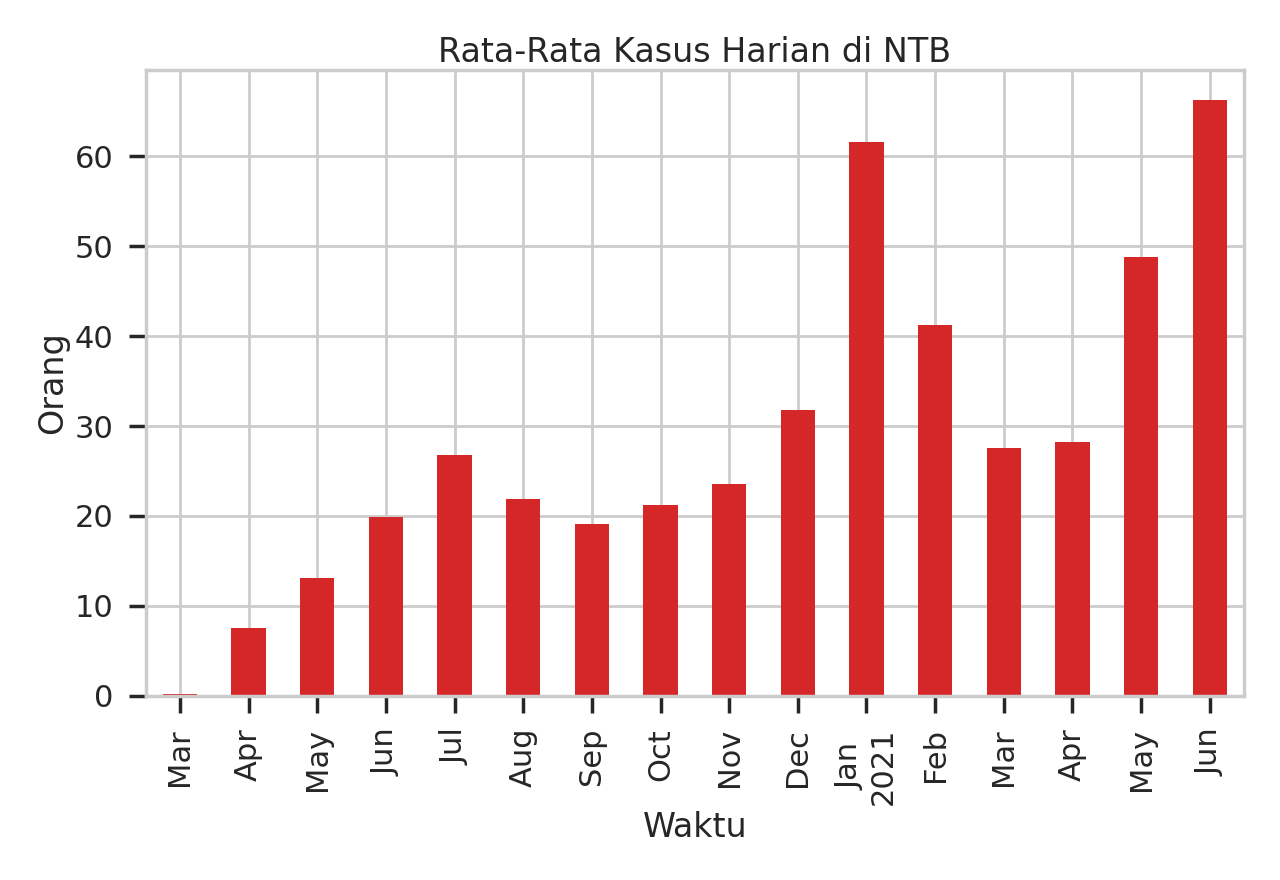 Rata-Rata Kasus Harian di NTB
Orang
60
50
40
30
20
10
0
Mar
Apr
May
Jun
Jul
Aug
Sep
Oct
Nov
Dec
Jan
2021
Feb
Mar
Apr
May
Jun
Waktu